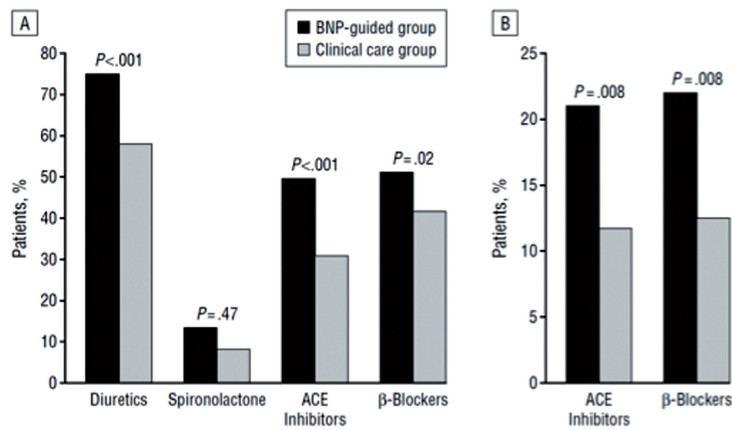 A
BNP-guided group
Clinical care group
B
Patients, %
80
70
60
50
40
30
20
10
0
P<.001
P=.47
P<.001
P=.02
Diuretics
Spironolactone
ACE
Inhibitors
β-Blockers
Patients, %
25
20
15
10
5
0
P=.008
P=.008
ACE
Inhibitors
β-Blockers